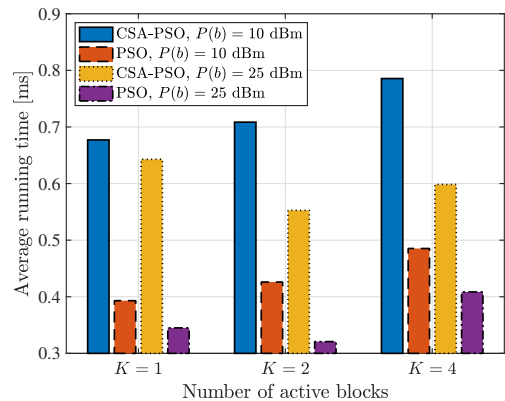 CSA-PSO, P(b) = 10 dBm
PSO, P(b) = 10 dBm
CSA-PSO, P(b) = 25 dBm
PSO, P(b) = 25 dBm
Average running time [ms]
0.9
0.8
0.7
0.6
0.5
0.4
0.3
K = 1 K = 2 K = 4
Number of active blocks